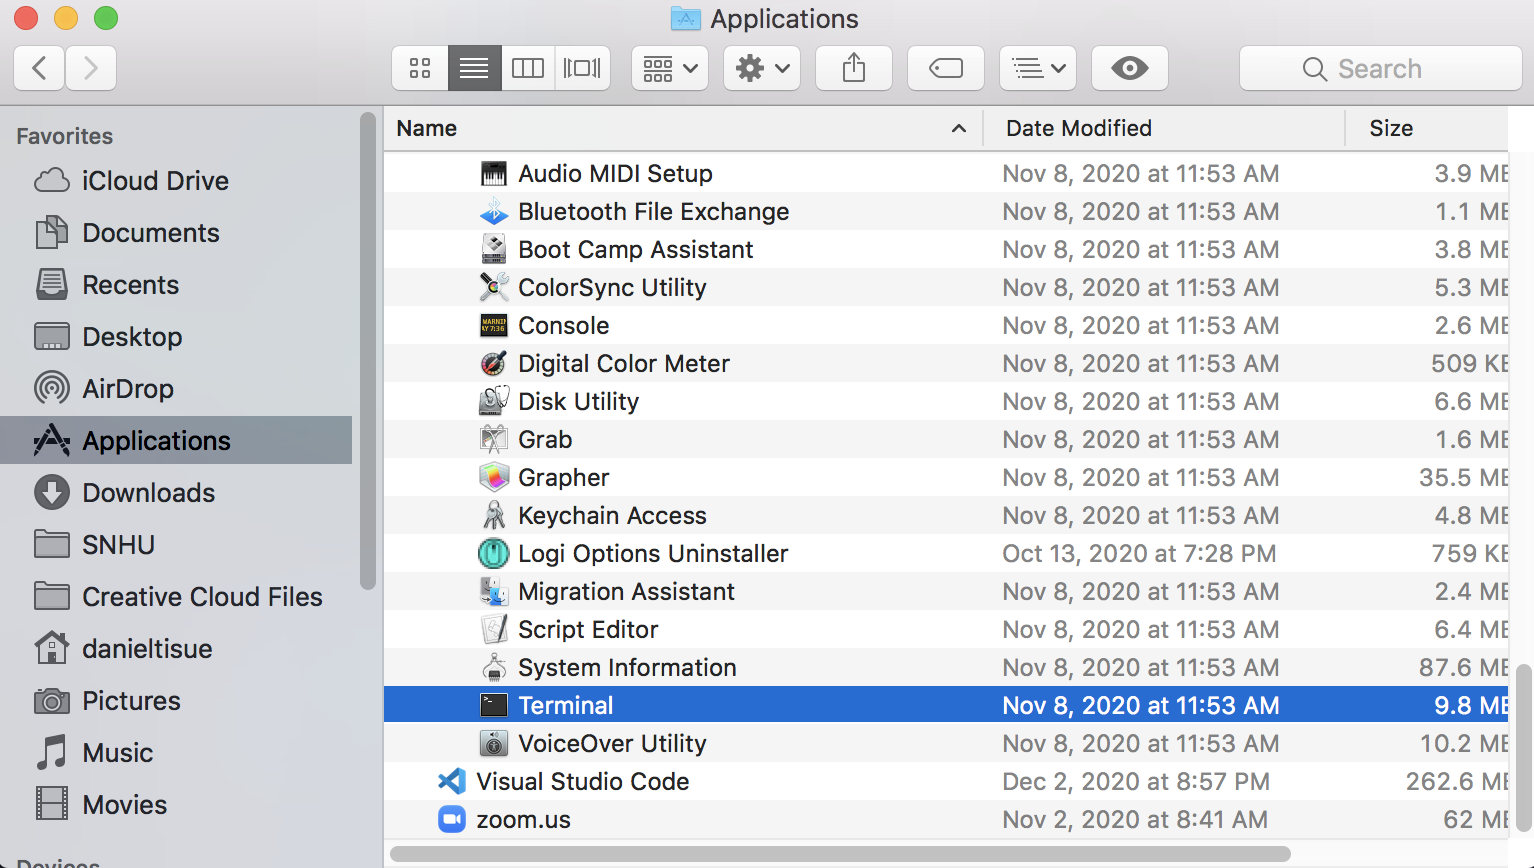 Applications
Search
Favorites
iCloud Drive
Documents
Recents
Desktop
AirDrop
Applications
Downloads
SNHU
Creative Cloud Files
danieltisue
Pictures
Music
Movies
Devices
Name Date Modified Size
Audio MIDI Setup Nov 8, 2020 at 11:53 AM 3.9 MB
Bluetooth File Exchange Nov 8, 2020 at 11:53 AM 1.1 MB
Boot Camp Assistant Nov 8, 2020 at 11:53 AM 3.8 MB
ColorSync Utility Nov 8, 2020 at 11:53 AM 5.3 MB
WARNIN
AY 7:36
Console Nov 8, 2020 at 11:53 AM 2.6 MB
Digital Color Meter Nov 8, 2020 at 11:53 AM 509 KB
Disk Utility Nov 8, 2020 at 11:53 AM 6.6 MB
Grab Nov 8, 2020 at 11:53 AM 1.6 MB
Grapher Nov 8, 2020 at 11:53 AM 35.5 MB
Keychain Access Nov 8, 2020 at 11:53 AM 4.8 MB
Logi Options Uninstaller Oct 13, 2020 at 7:28 PM 759 KB
Migration Assistant Nov 8, 2020 at 11:53 AM 2.4 MB
Script Editor Nov 8, 2020 at 11:53 AM 6.4 MB
System Information Nov 8, 2020 at 11:53 AM 87.6 MB
Terminal Nov 8, 2020 at 11:53 AM 9.8 MB
VoiceOver Utility Nov 8, 2020 at 11:53 AM 10.2 MB
Visual Studio Code Dec 2, 2020 at 8:57 PM 262.6 MB
zoom.us Nov 2, 2020 at 8:41 AM 62 MB